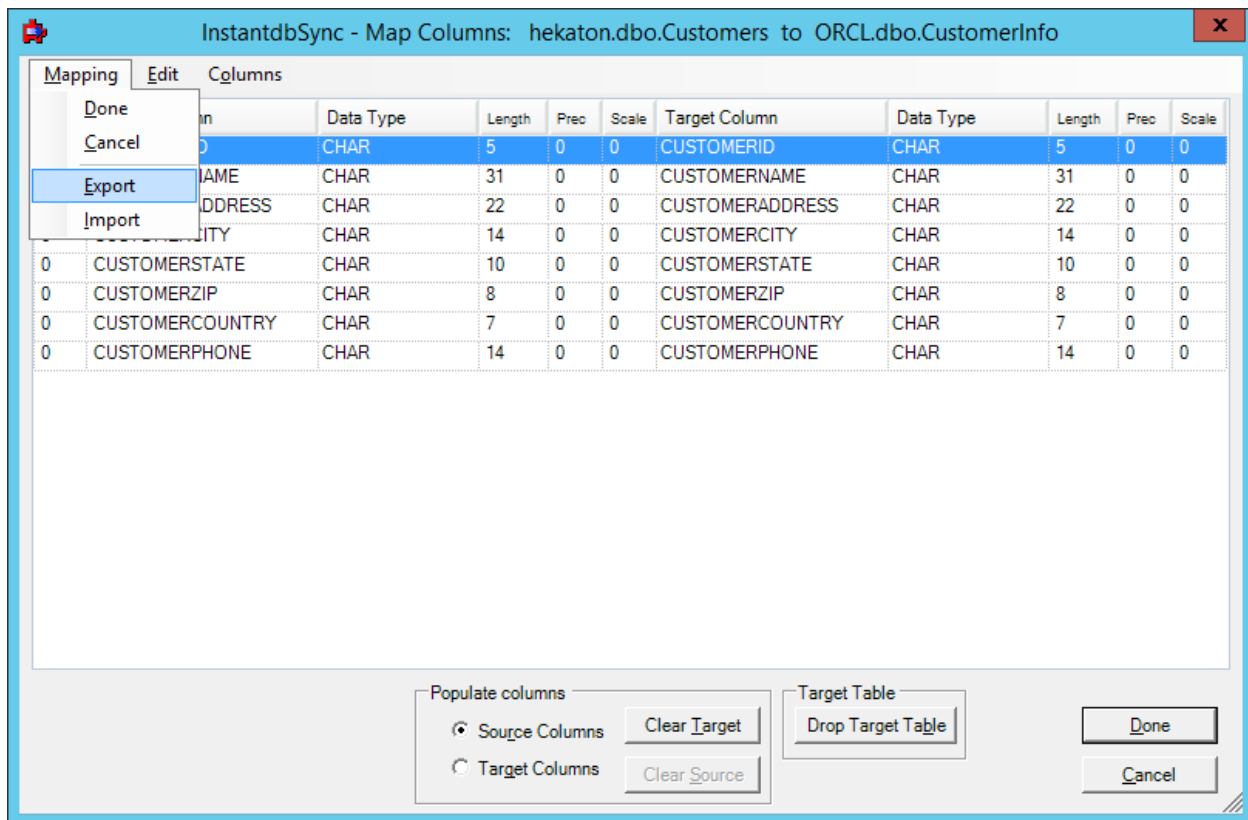 InstantdbSync - Map Columns: hekaton.dbo.Customers to ORCL.dbo.CustomerInfo
x
Mapping Edit Columns
Done
Cancel
Export
Import
Data Type Length Prec Scale Target Column Data Type Length Prec Scale
CHAR 5 0 0 CUSTOMERID CHAR 5 0 0
CHAR 31 0 0 CUSTOMERNAME CHAR 31 0 0
CHAR 22 0 0 CUSTOMERADDRESS CHAR 22 0 0
CHAR 14 0 0 CUSTOMERCITY CHAR 14 0 0
0 CUSTOMERSTATE CHAR 10 0 0 CUSTOMERSTATE CHAR 10 0 0
0 CUSTOMERZIP CHAR 8 0 0 CUSTOMERZIP CHAR 8 0 0
0 CUSTOMERCOUNTRY CHAR 7 0 0 CUSTOMERCOUNTRY CHAR 7 0 0
0 CUSTOMERPHONE CHAR 14 0 0 CUSTOMERPHONE CHAR 14 0 0
Populate columns
Source Columns
Clear Target
Target Columns
Clear Source
Target Table
Drop Target Table
Done
Cancel